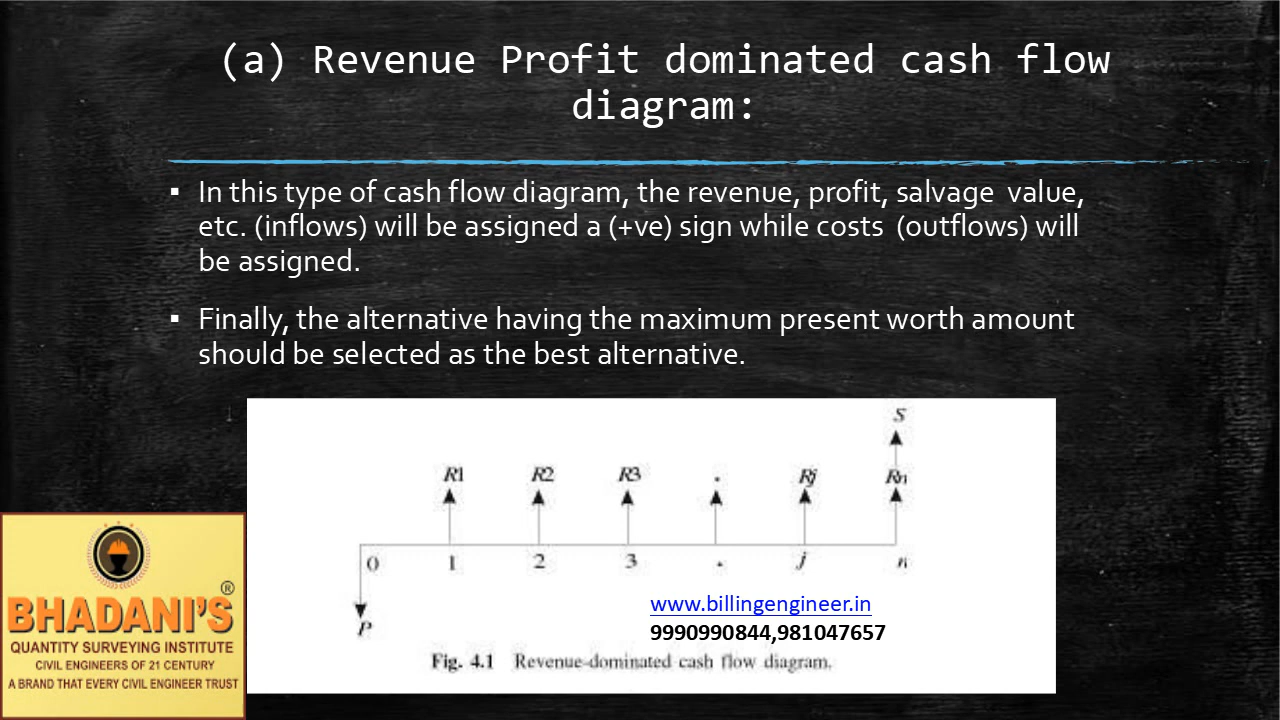 (a) Revenue Profit dominated cash flow
diagram:
▪ In this type of cash flow diagram, the revenue, profit, salvage value,
etc. (inflows) will be assigned a (+ve) sign while costs (outflows) will
be assigned.
▪ Finally, the alternative having the maximum present worth amount
should be selected as the best alternative.
S
R1 R2 R3 . Rj Rn
0 1 2 3 . j n
P
www.billingengineer.in
9990990844,981047657
Fig. 4.1 Revenue-dominated cash flow diagram.
BHADANI'S®
QUANTITY SURVEYING INSTITUTE
CIVIL ENGINEERS OF 21 CENTURY
A BRAND THAT EVERY CIVIL ENGINEER TRUST